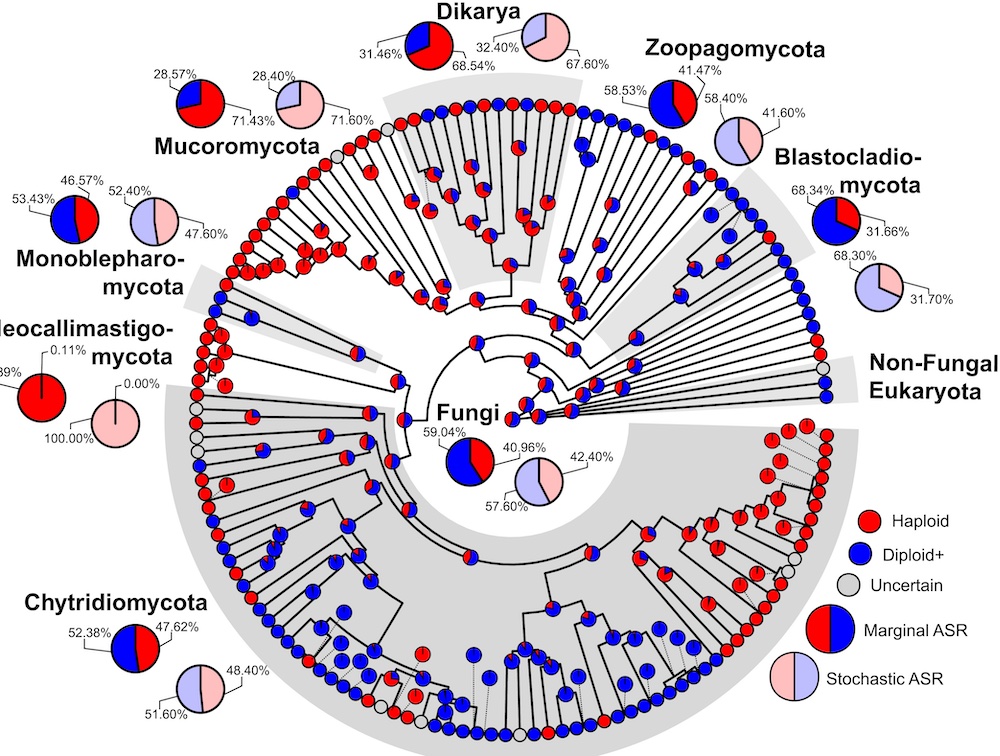 Dikarya
31.46%
68.54%
32.40%
67.60%
Zoopagomycota
58.53%
41.47%
58.40%
41.60%
28.57%
71.43%
28.40%
71.60%
Mucoromycota
Blastocladio-
mycota
68.34%
31.66%
68.30%
31.70%
53.43%
46.57%
52.40%
47.60%
Monoblepharo-
mycota
eocallimastigo-
mycota
89%
0.11%
0.00%
100.00%
Non-Fungal
Eukaryota
Fungi
59.04%
40.96%
57.60%
42.40%
Chytridiomycota
52.38%
47.62%
51.60%
48.40%
Haploid
Diploid+
Uncertain
Marginal ASR
Stochastic ASR